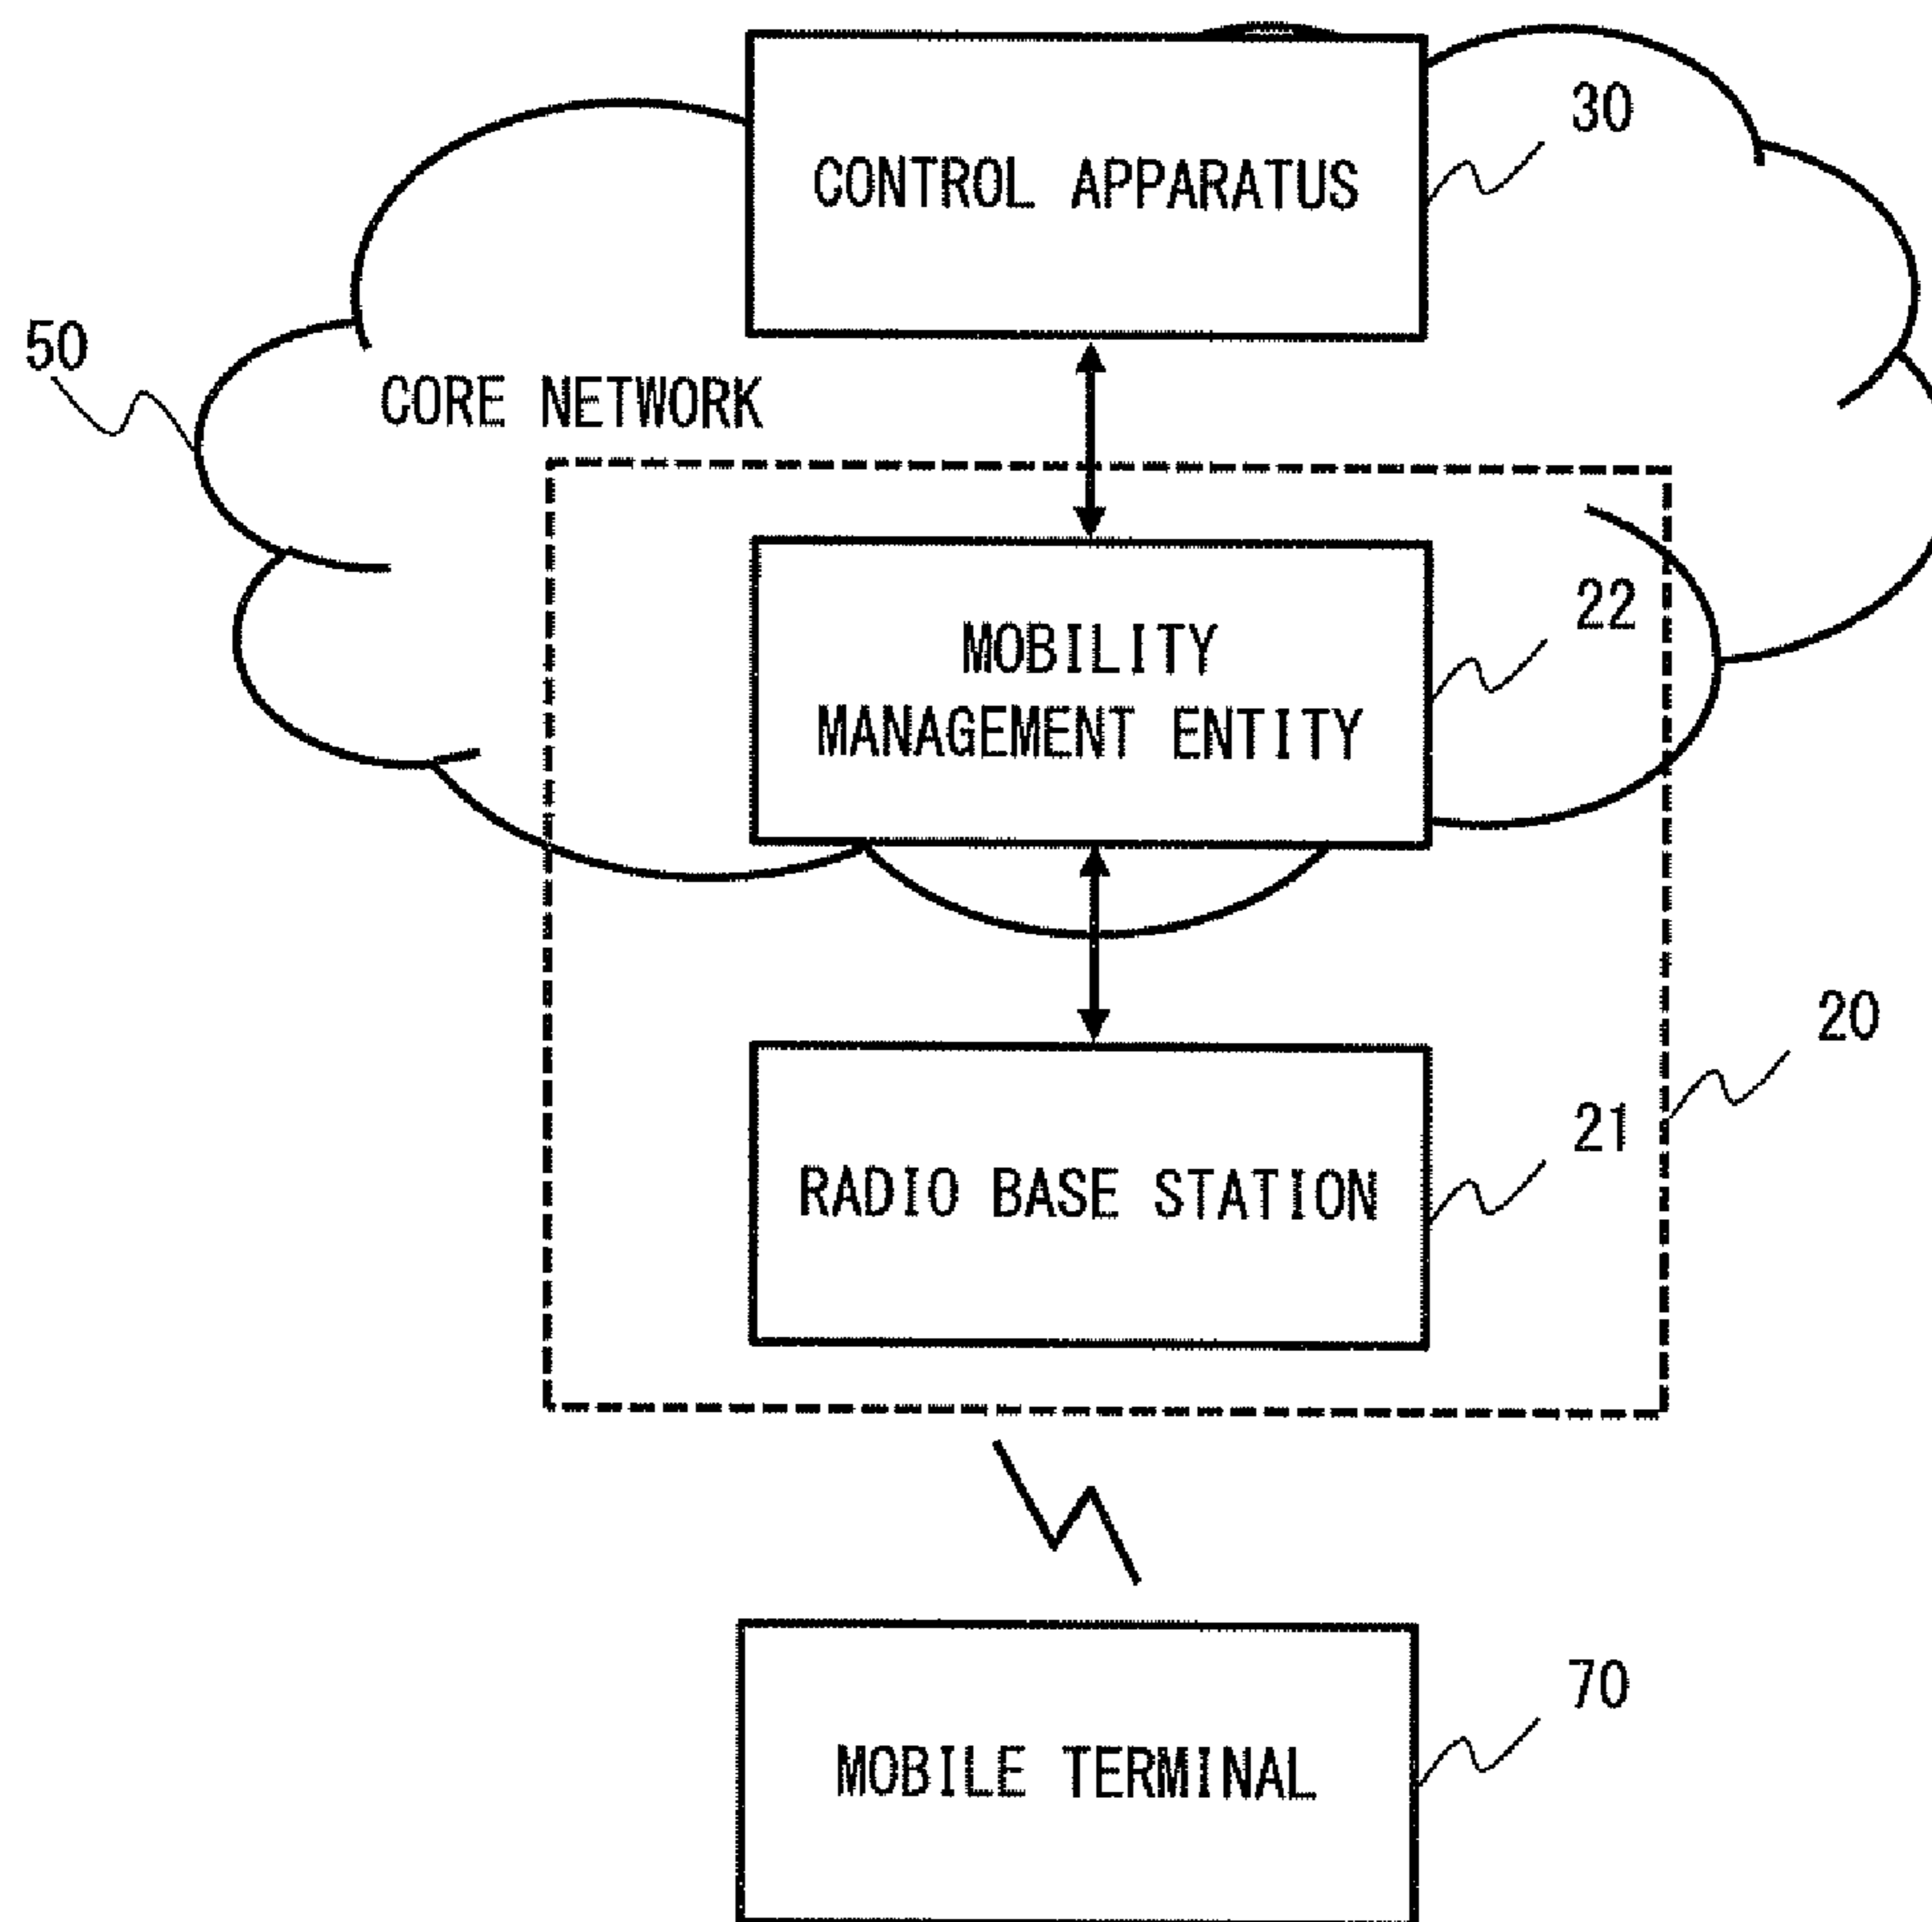 30
CONTROL APPARATUS
50
CORE NETWORK
22
MOBILITY
MANAGEMENT ENTITY
20
21
RADIO BASE STATION
70
MOBILE TERMINAL